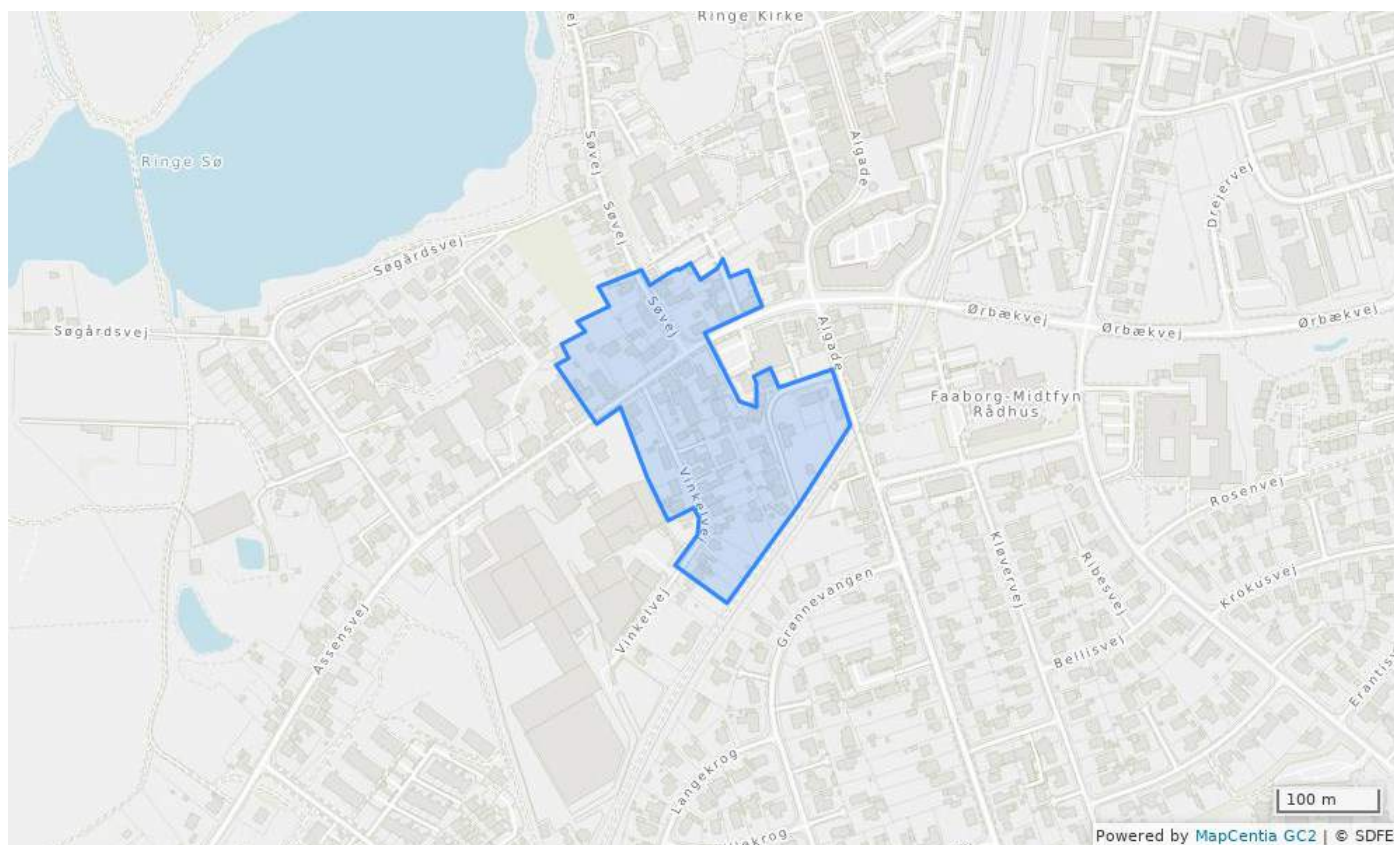 Ringe Kirke
Søvej
Algade
Ringe Sø
Søvej
Drejervej
Søgårdsvej
Søvej
Søgårdsvej
Ørbækvej
Ørbækvej
Ørbækvej
Algade
Faaborg-Midtfyn
Rådhus
Vinkelvej
Rosenvej
Kløvervej
Ribesvej
Krokusvej
Grønnevangen
Vinkelvej
Assensvej
Bellisvej
Langekrog
100 m
Powered by MapCentia GC2 | © SDFE